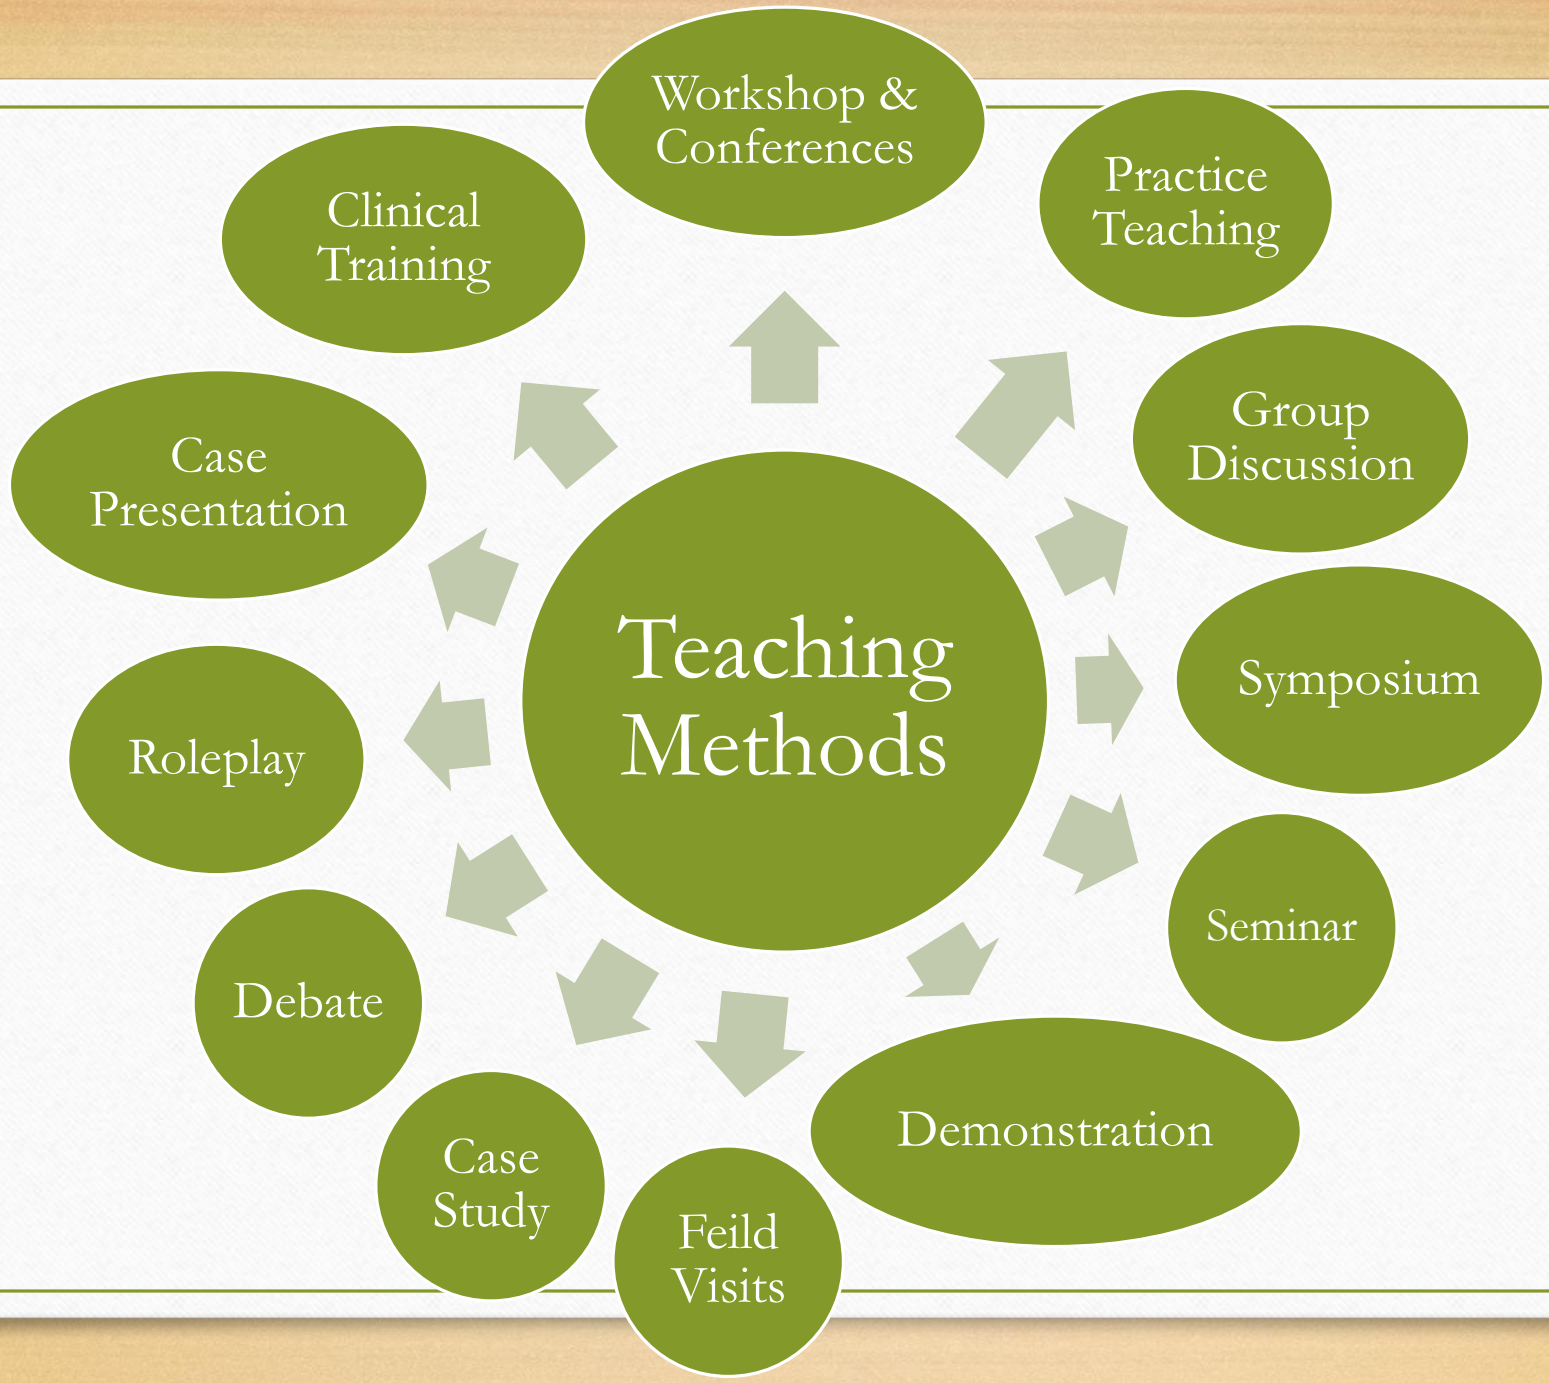 Workshop &
Conferences
Practice
Teaching
Group
Discussion
Symposium
Seminar
Demonstration
Feild
Visits
Case
Study
Debate
Roleplay
Case
Presentation
Clinical
Training
Teaching
Methods